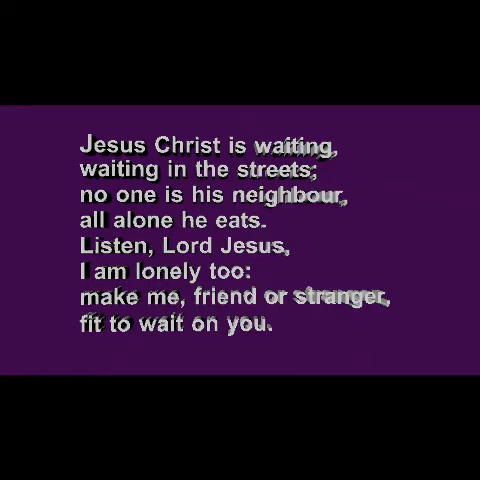 Jesus Christ is waiting,
waiting in the streets;
no one is his neighbour,
all alone he eats.
Listen, Lord Jesus,
I am lonely too:
make me, friend or stranger,
fit to wait on you.